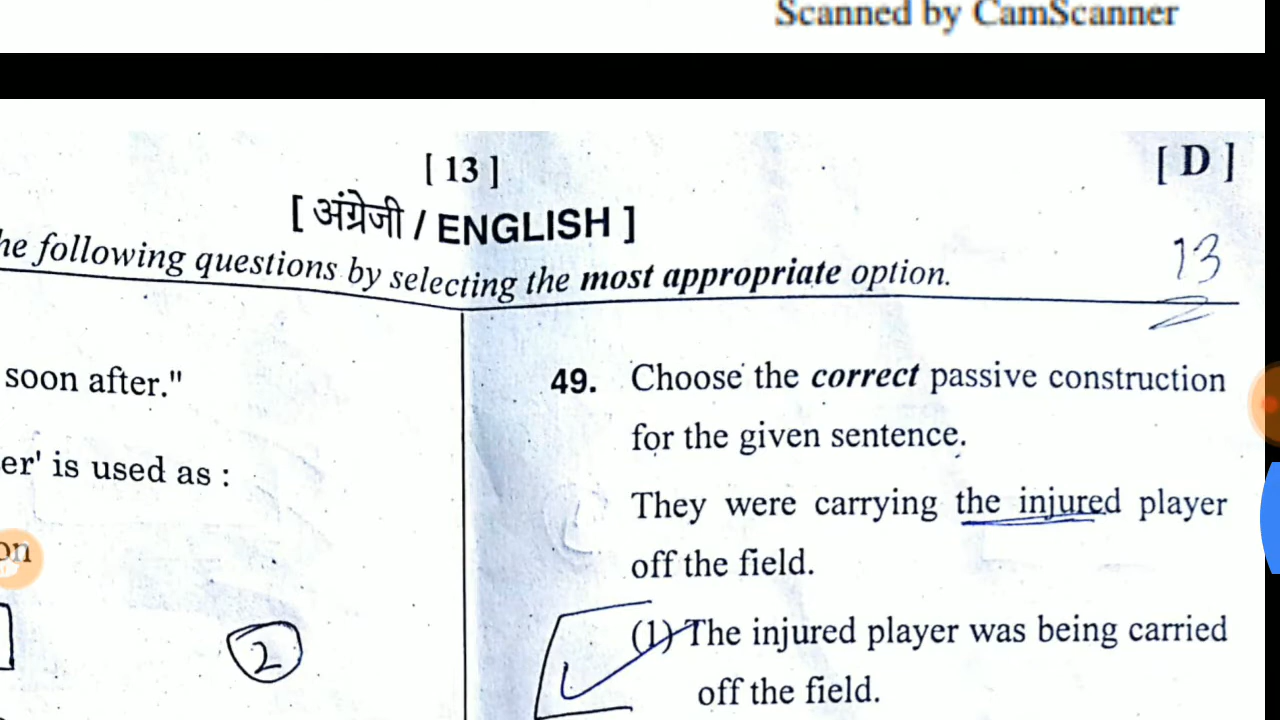 Scanned by CamScanner
[ 13 ]
[ D ]
[ अंग्रेजी / ENGLISH ]
he following questions by selecting the most appropriate option.
13
soon after."
er' is used as :
on
2
49. Choose the correct passive construction
for the given sentence.
They were carrying the injured player
off the field.
(1) The injured player was being carried
off the field.